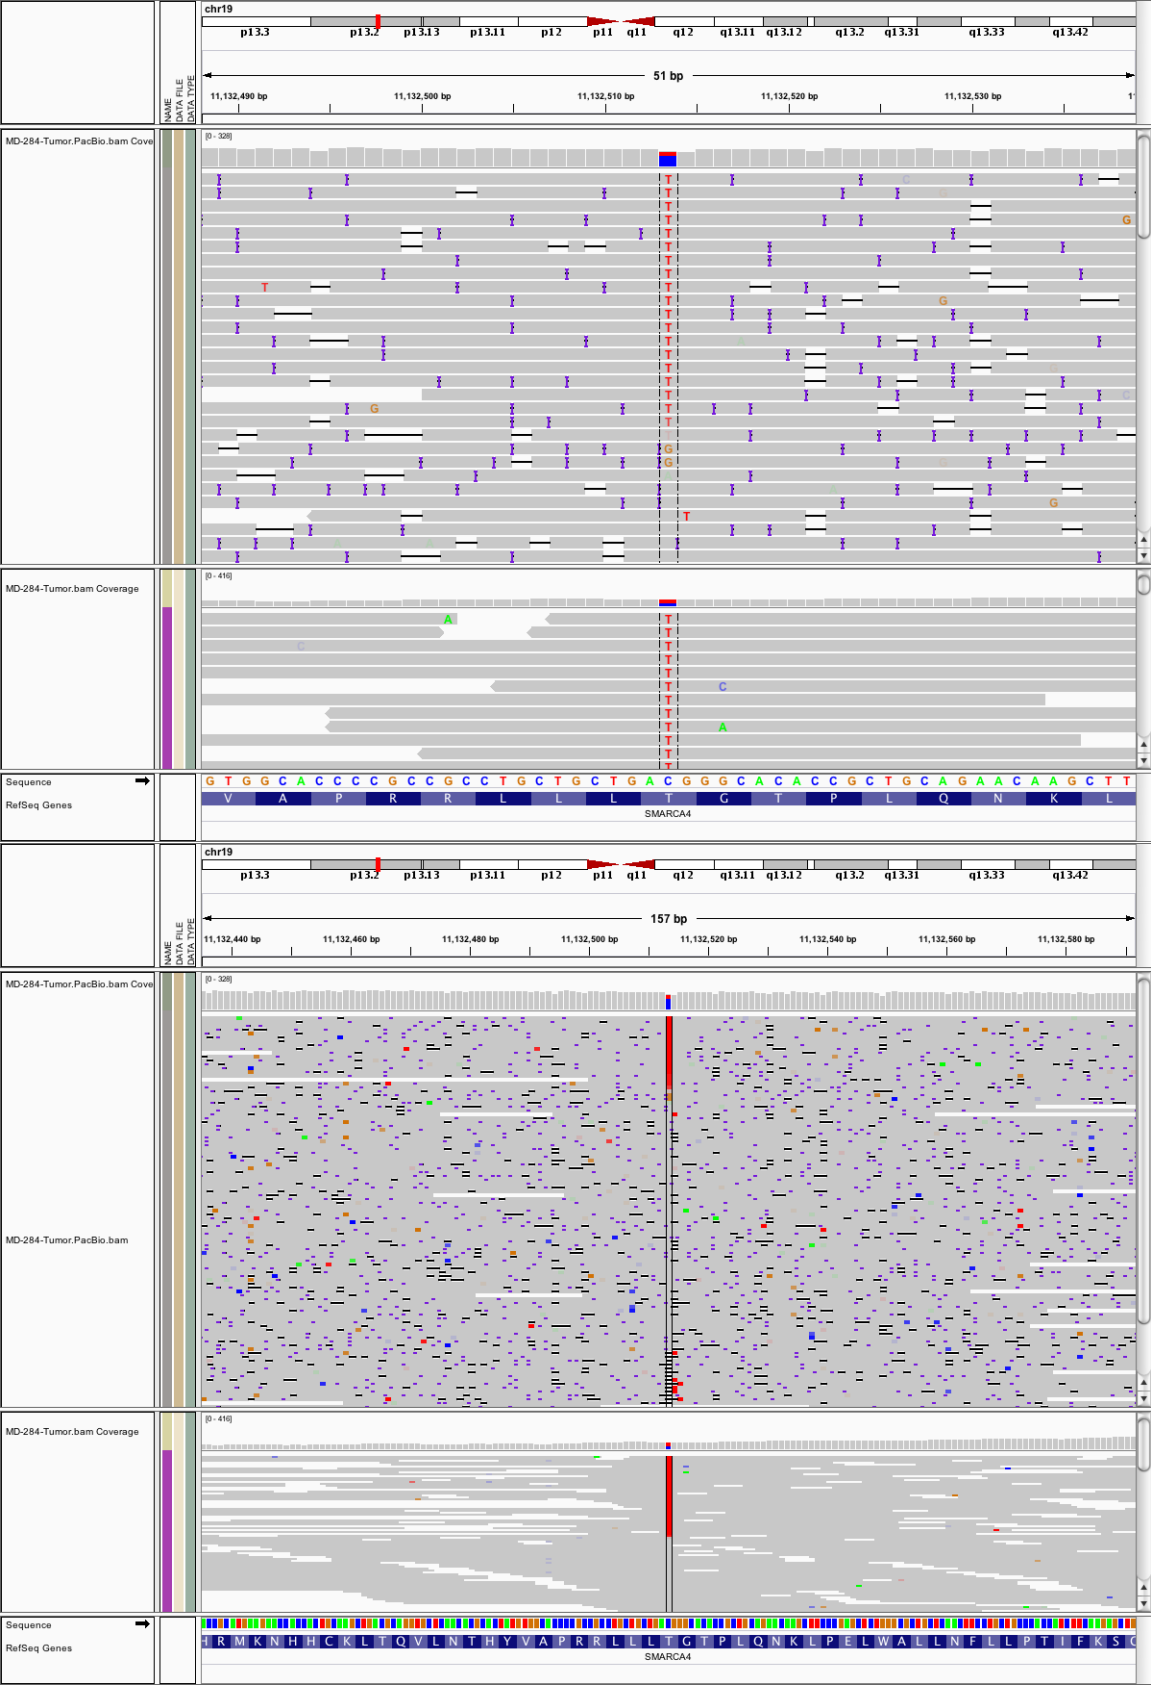 chr19
p13.3 p13.2 p13.13 p13.11 p12 p11 q11 q12 q13.11 q13.12 q13.2 q13.31 q13.33 q13.42
NAME
DATA FILE
DATA TYPE
51 bp
11,132,490 bp 11,132,500 bp 11,132,510 bp 11,132,520 bp 11,132,530 bp
MD-284-Tumor.PacBio.bam Cove
[0 - 328]
T
T
T
T G
T
T
T
T
T T
T G
T
T
T
T
T
T
T
G T
T
G
G
G
T
MD-284-Tumor.bam Coverage
[0 - 416]
A T
T
C T
T
T
T C
T
T
T A
T
T
Sequence
G T G G C A C C C C G C C G C C T G C T G C T G A C G G G C A C A C C G C T G C A G A A C A A G C T T
RefSeq Genes
V A P R R L L L T G T P L Q N K L
SMARCA4
chr19
p13.3 p13.2 p13.13 p13.11 p12 p11 q11 q12 q13.11 q13.12 q13.2 q13.31 q13.33 q13.42
NAME
DATA FILE
DATA TYPE
157 bp
11,132,440 bp 11,132,460 bp 11,132,480 bp 11,132,500 bp 11,132,520 bp 11,132,540 bp 11,132,560 bp 11,132,580 bp
MD-284-Tumor.PacBio.bam Cove
[0 - 328]
MD-284-Tumor.PacBio.bam
MD-284-Tumor.bam Coverage
[0 - 416]
Sequence
RefSeq Genes
H R M K N H H C K L T Q V L N T H Y V A P R R L L L T G T P L Q N K L P E L W A L L N F L L P T I F K S
SMARCA4